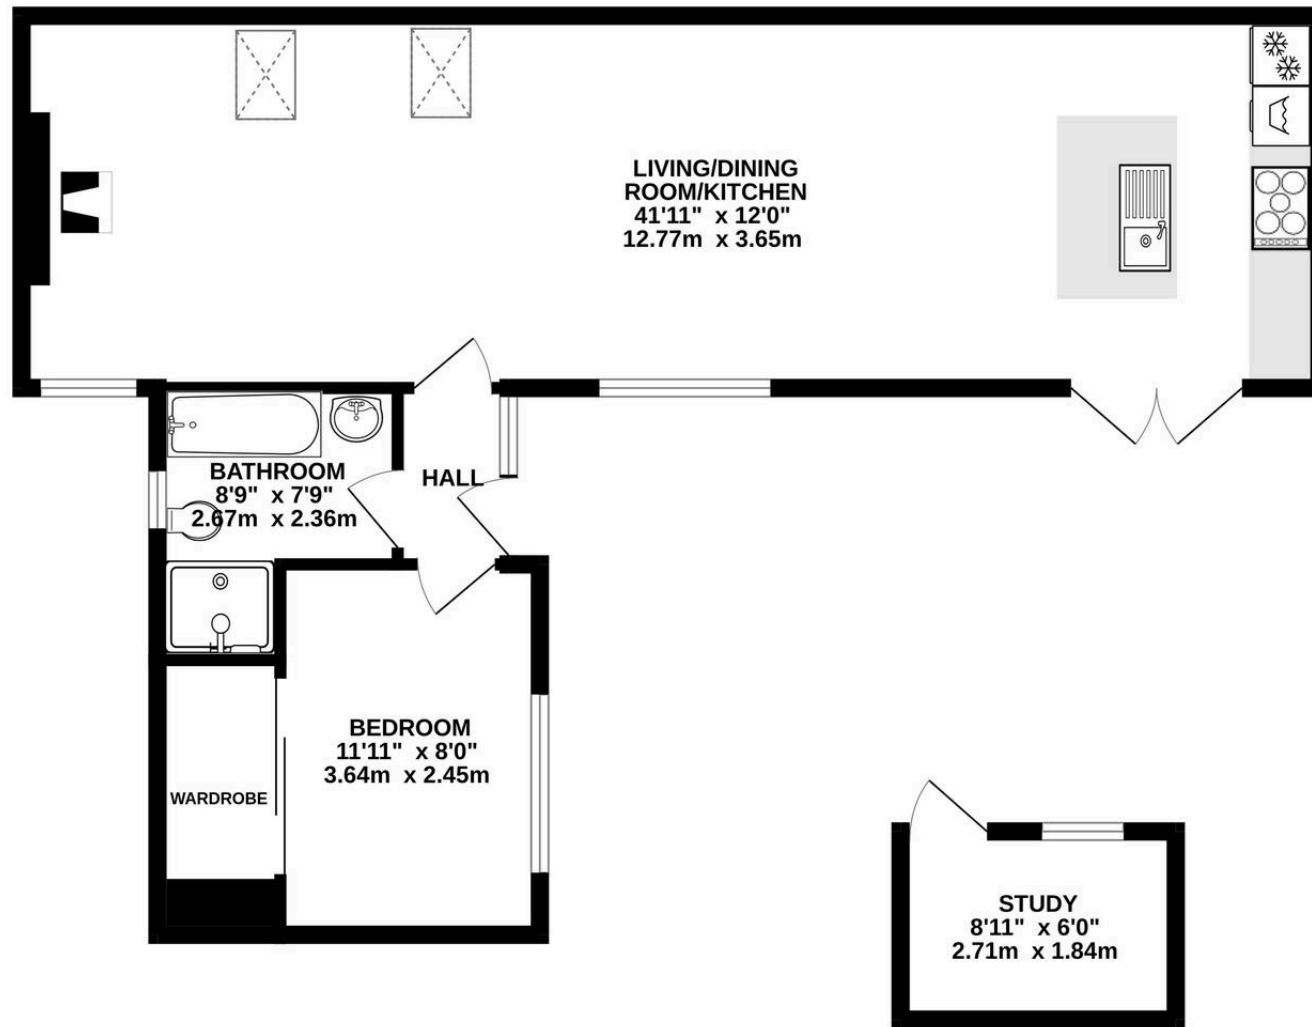 LIVING/DINING
ROOM/KITCHEN
41'11" x 12'0"
12.77m x 3.65m
BATHROOM
8'9" x 7'9"
2.67m x 2.36m
HALL
BEDROOM
11'11" x 8'0"
3.64m x 2.45m
WARDROBE
STUDY
8'11" x 6'0"
2.71m x 1.84m